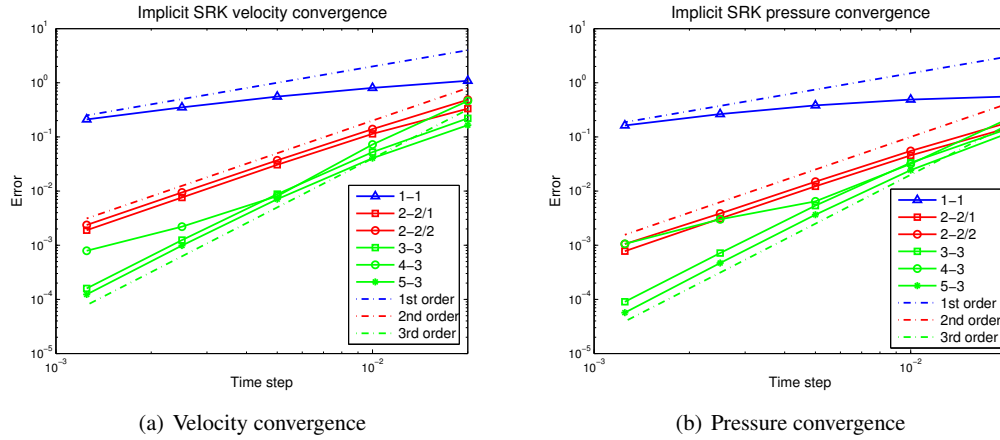 Implicit SRK velocity convergence
10^1
10^0
10^-1
10^-2
10^-3
10^-4
10^-5
Error
10^-3
10^-2
Time step
1-1
2-2/1
2-2/2
3-3
4-3
5-3
1st order
2nd order
3rd order
(a) Velocity convergence
Implicit SRK pressure convergence
10^1
10^0
10^-1
10^-2
10^-3
10^-4
10^-5
Error
10^-3
10^-2
Time step
1-1
2-2/1
2-2/2
3-3
4-3
5-3
1st order
2nd order
3rd order
(b) Pressure convergence